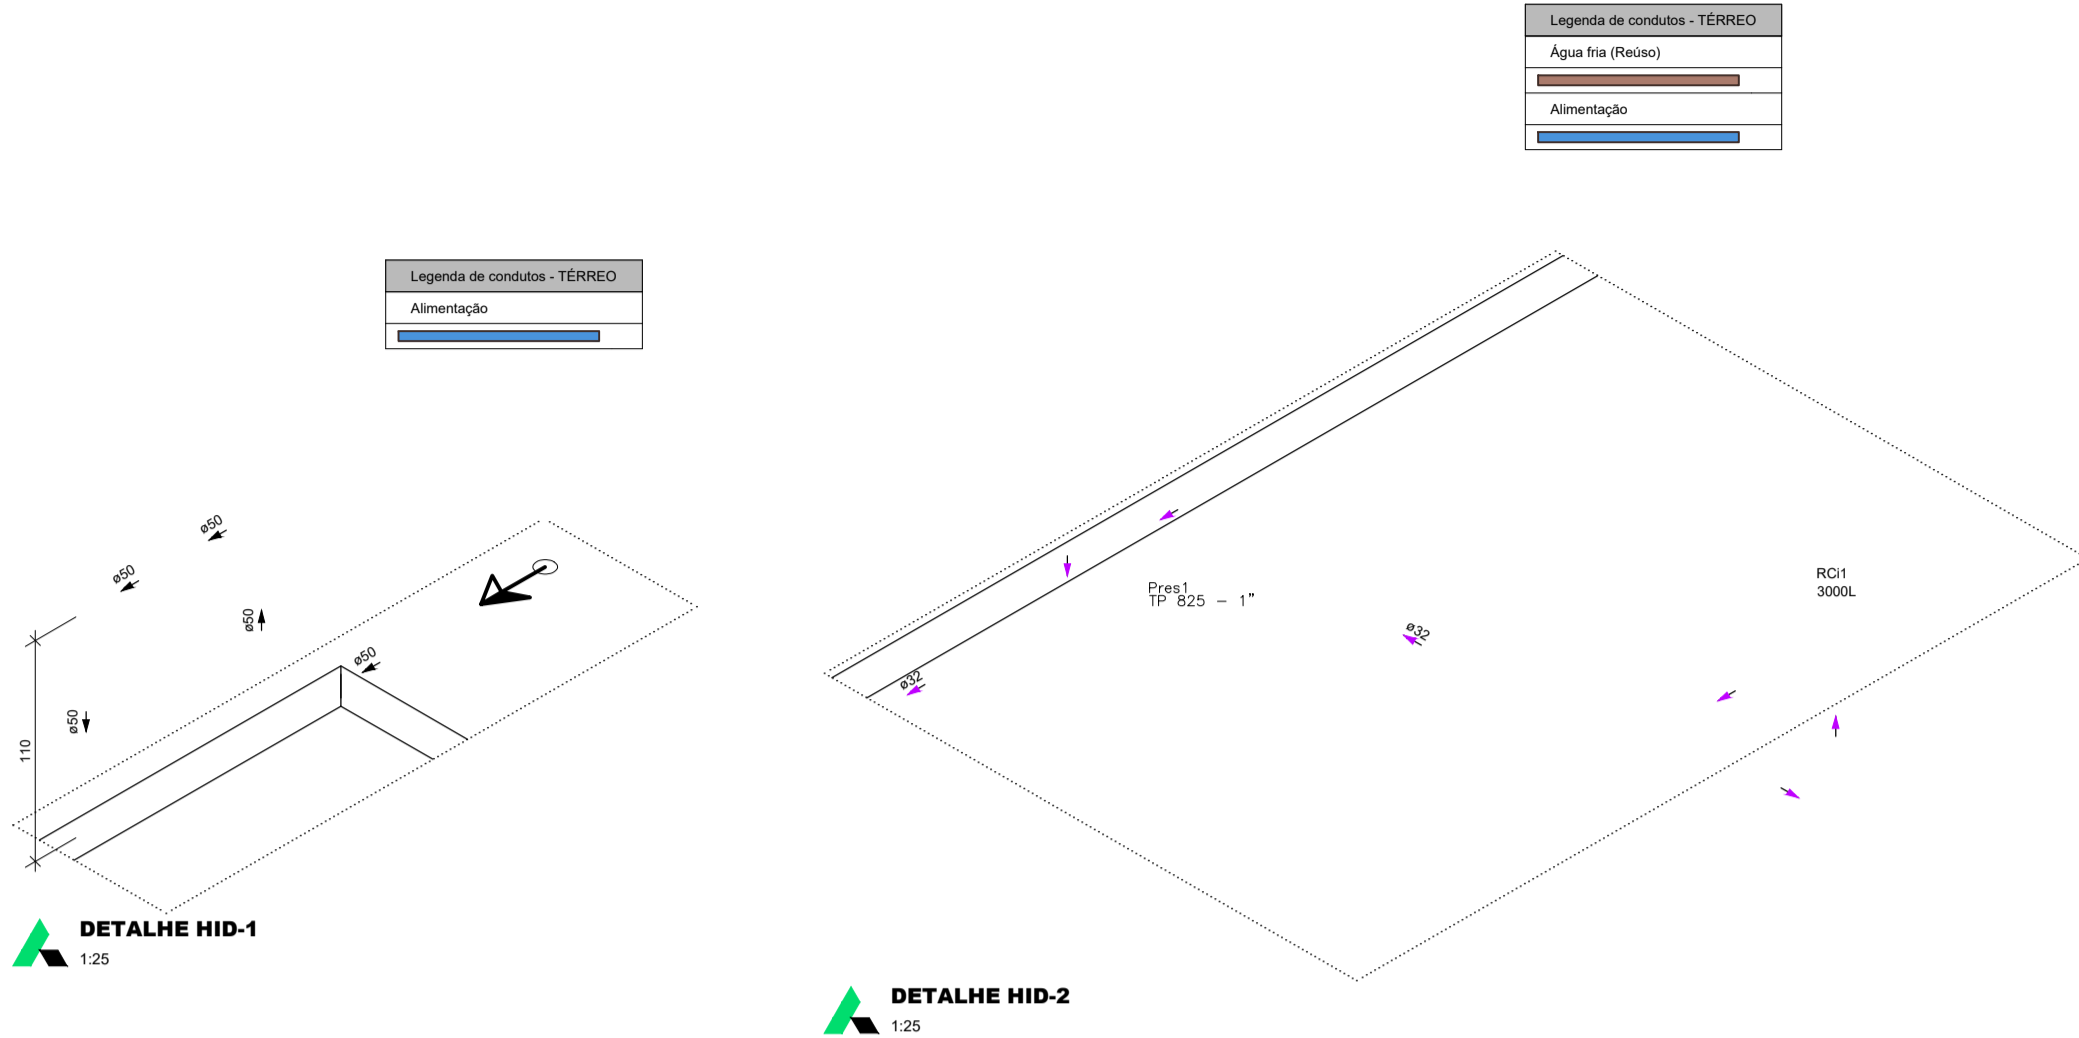 Legenda de condutos - TÉRREO
Água fria (Reúso)
Alimentação
Legenda de condutos - TÉRREO
Alimentação
ø50
ø50
ø50
ø50
ø50
110
DETALHE HID-1
1:25
Pres1
TP 825 - 1”
RCi1
3000L
ø32
ø32
DETALHE HID-2
1:25